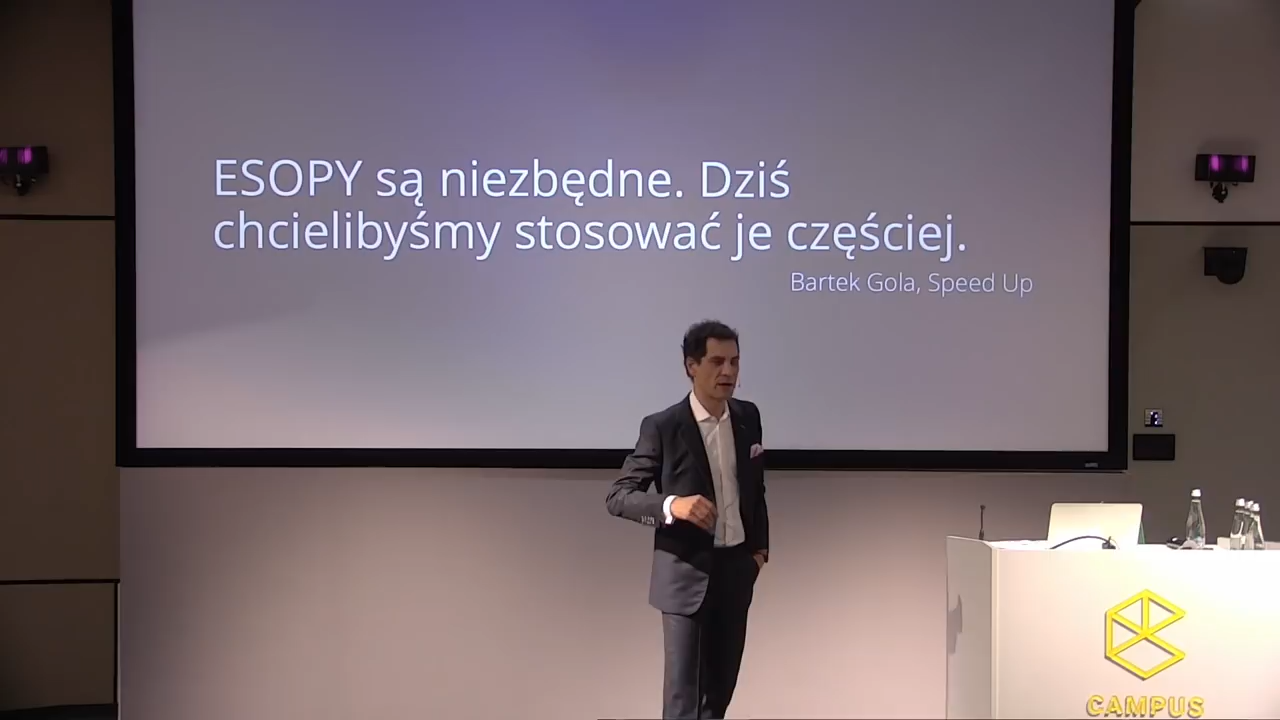 ESOPY są niezbędne. Dziś
chcielibyśmy stosować je częściej.
Bartek Gola, Speed Up
CAMPUS